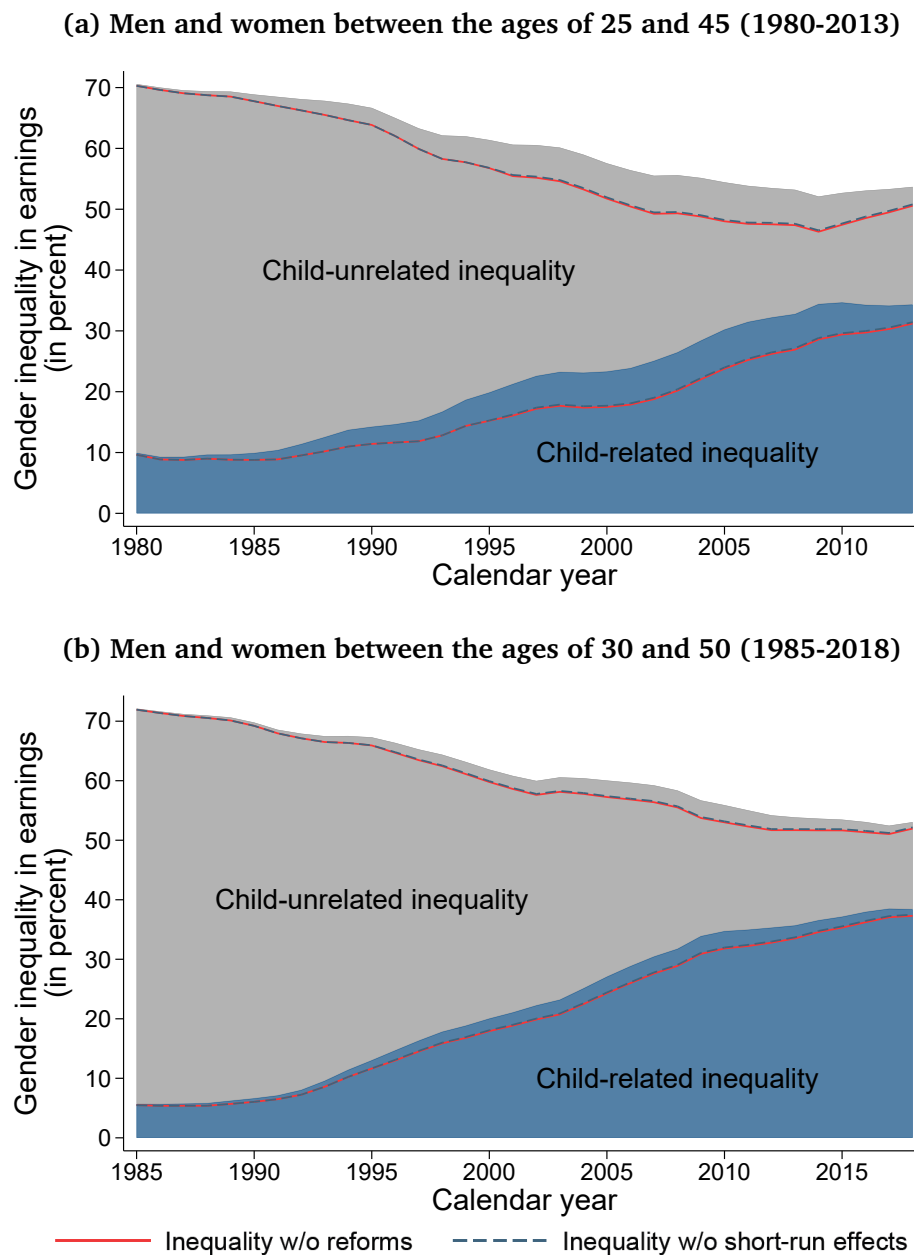 (a) Men and women between the ages of 25 and 45 (1980-2013)
Gender inequality in earnings
(in percent)
70
60
50
40
30
20
10
0
Child-unrelated inequality
Child-related inequality
1980 1985 1990 1995 2000 2005 2010
Calendar year
(b) Men and women between the ages of 30 and 50 (1985-2018)
Gender inequality in earnings
(in percent)
70
60
50
40
30
20
10
0
Child-unrelated inequality
Child-related inequality
1985 1990 1995 2000 2005 2010 2015
Calendar year
Inequality w/o reforms Inequality w/o short-run effects